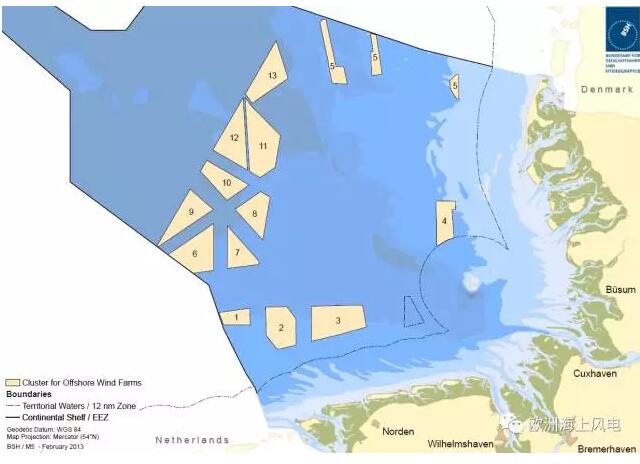 BSH
BUNDESAMT FÜR
SEESCHIFFFAHRT
UND
HYDROGRAPHIE
Denmark
13
5
5
5
12
11
10
9
8
6
7
4
1
2
3
Büsum
Cuxhaven
Bremerhaven
Norden
Wilhelmshaven
Netherlands
Cluster for Offshore Wind Farms
Boundaries
Territorial Waters / 12 nm Zone
Continental Shelf / EEZ
Geodetic Datum: WGS 84
Map Projection: Mercator (54°N)
BSH / M5 - February 2013
欧洲海上风电